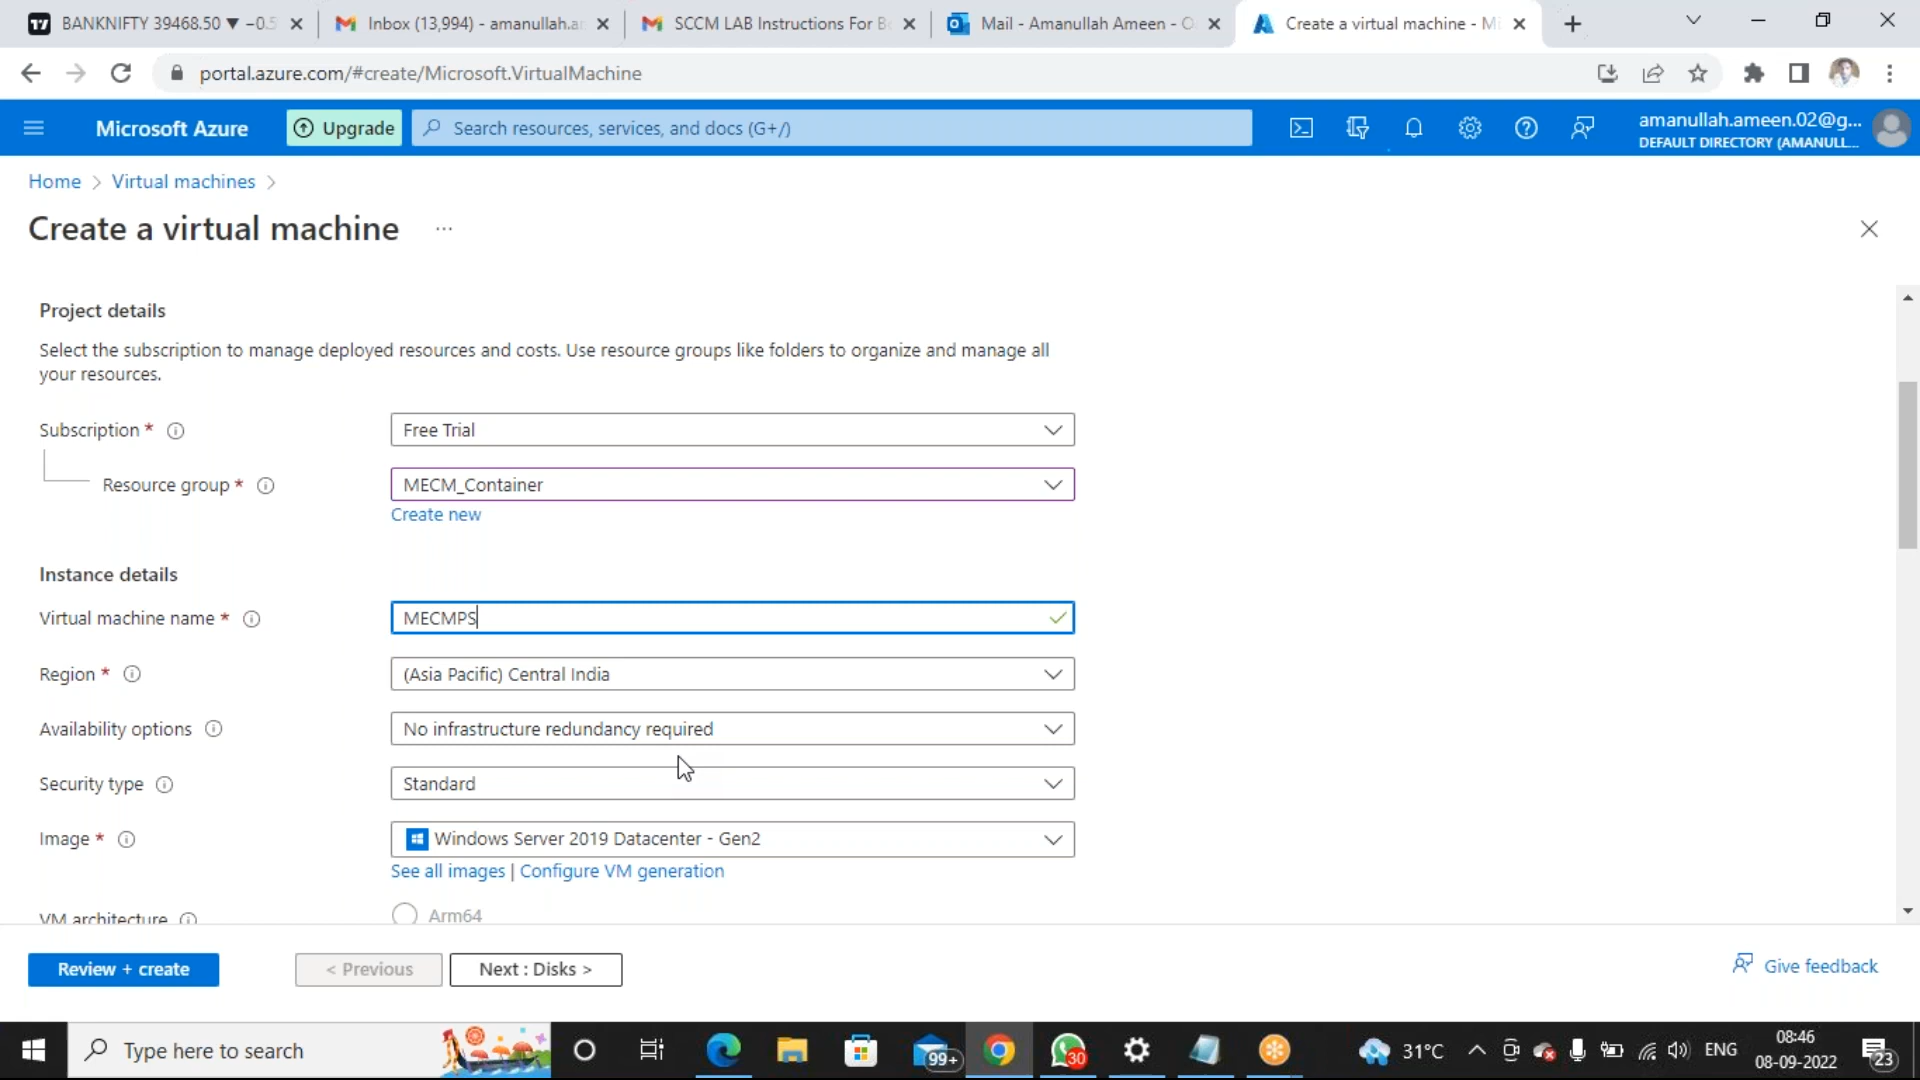 BANKNIFTY 39468.50 ▼ −0.5
Inbox (13,994) - amanullah.a
SCCM LAB Instructions For B
Mail - Amanullah Ameen - O
Create a virtual machine - M
portal.azure.com/#create/Microsoft.VirtualMachine
Microsoft Azure
Upgrade
Search resources, services, and docs (G+/)
amanullah.ameen.02@g...
DEFAULT DIRECTORY (AMANULL...
Home > Virtual machines >
Create a virtual machine ...
Project details
Select the subscription to manage deployed resources and costs. Use resource groups like folders to organize and manage all
your resources.
Subscription *
Free Trial
Resource group *
MECM_Container
Create new
Instance details
Virtual machine name *
MECMPS
Region *
(Asia Pacific) Central India
Availability options
No infrastructure redundancy required
Security type
Standard
Image *
Windows Server 2019 Datacenter - Gen2
See all images | Configure VM generation
VM architecture
Arm64
Review + create
< Previous
Next : Disks >
Give feedback
Type here to search
99+
30
31°C
ENG
08:46
08-09-2022
23